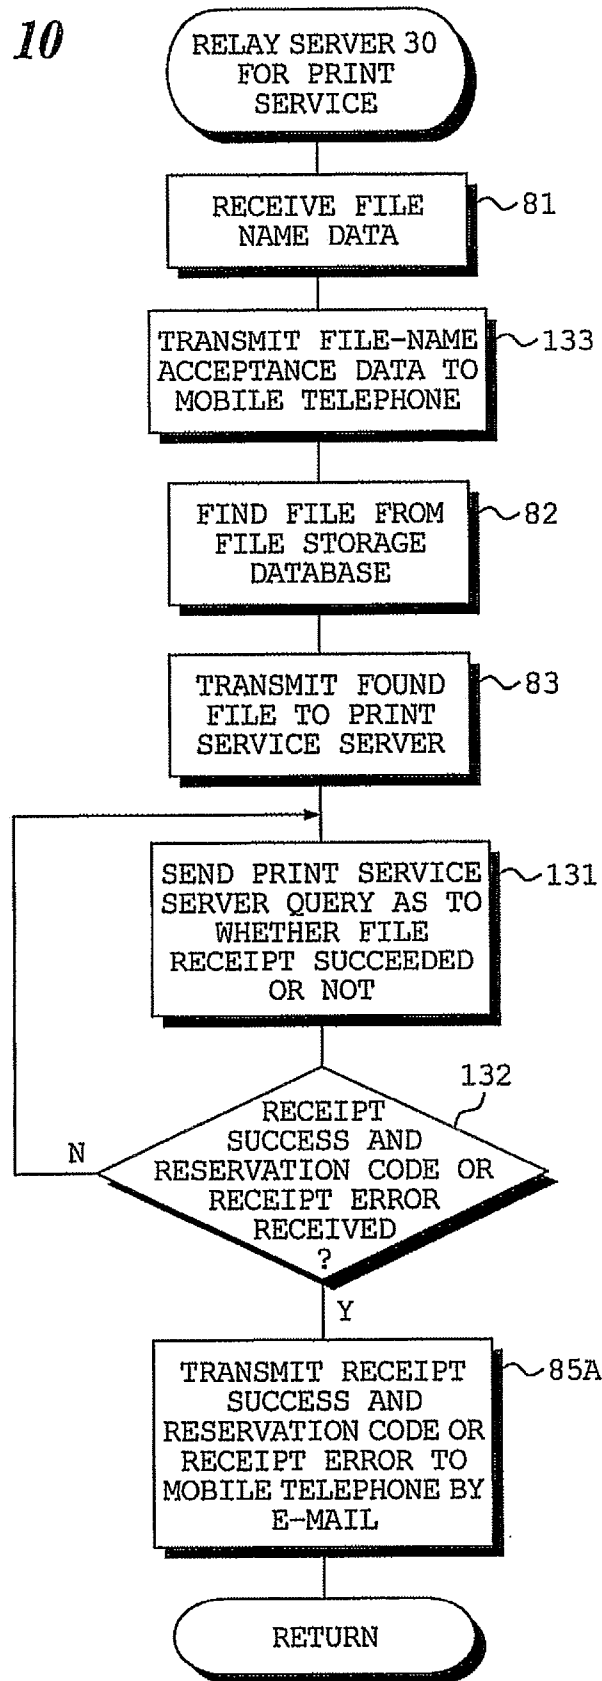 10
RELAY SERVER 30
FOR PRINT
SERVICE
RECEIVE FILE
NAME DATA
81
TRANSMIT FILE-NAME
ACCEPTANCE DATA TO
MOBILE TELEPHONE
133
FIND FILE FROM
FILE STORAGE
DATABASE
82
TRANSMIT FOUND
FILE TO PRINT
SERVICE SERVER
83
SEND PRINT SERVICE
SERVER QUERY AS TO
WHETHER FILE
RECEIPT SUCCEEDED
OR NOT
131
132
RECEIPT
SUCCESS AND
RESERVATION CODE OR
RECEIPT ERROR
RECEIVED
?
N
Y
TRANSMIT RECEIPT
SUCCESS AND
RESERVATION CODE OR
RECEIPT ERROR TO
MOBILE TELEPHONE BY
E-MAIL
85A
RETURN